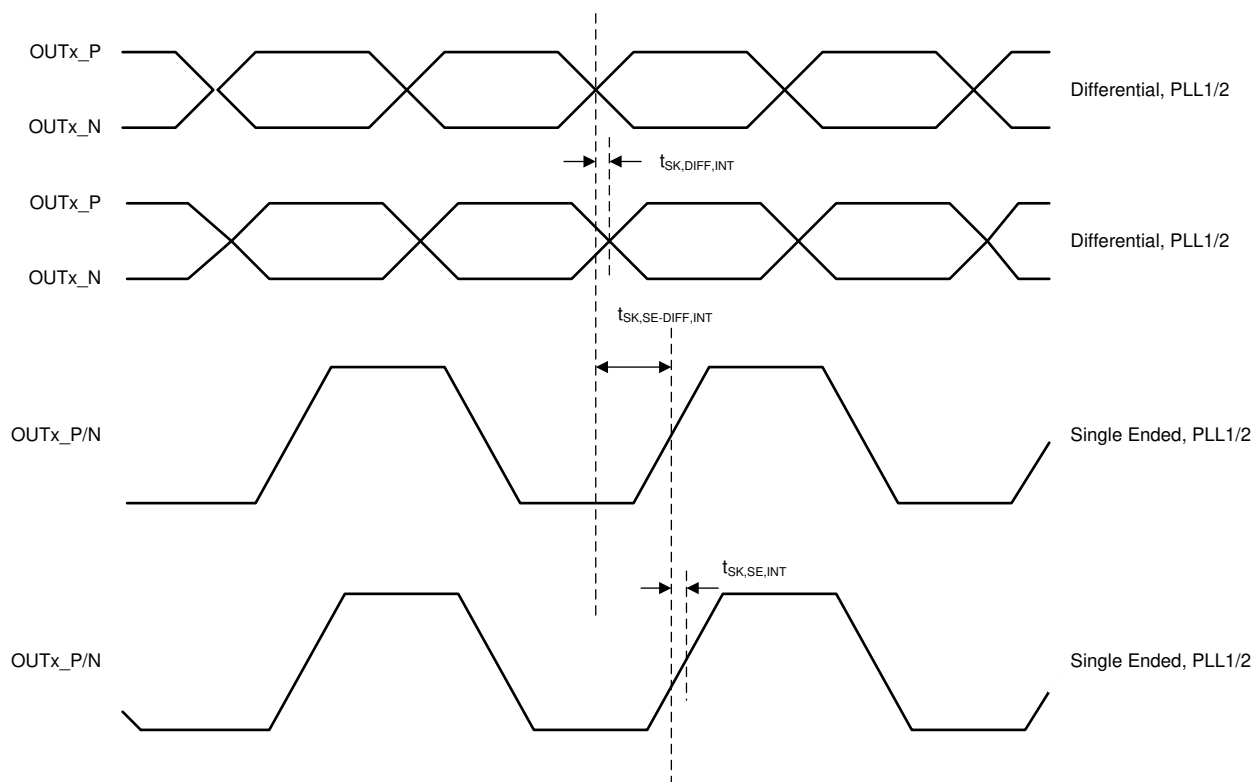 OUTx_P
Differential, PLL1/2
OUTx_N
tSK,DIFF,INT
OUTx_P
Differential, PLL1/2
OUTx_N
tSK,SE-DIFF,INT
OUTx_P/N
Single Ended, PLL1/2
tSK,SE,INT
OUTx_P/N
Single Ended, PLL1/2